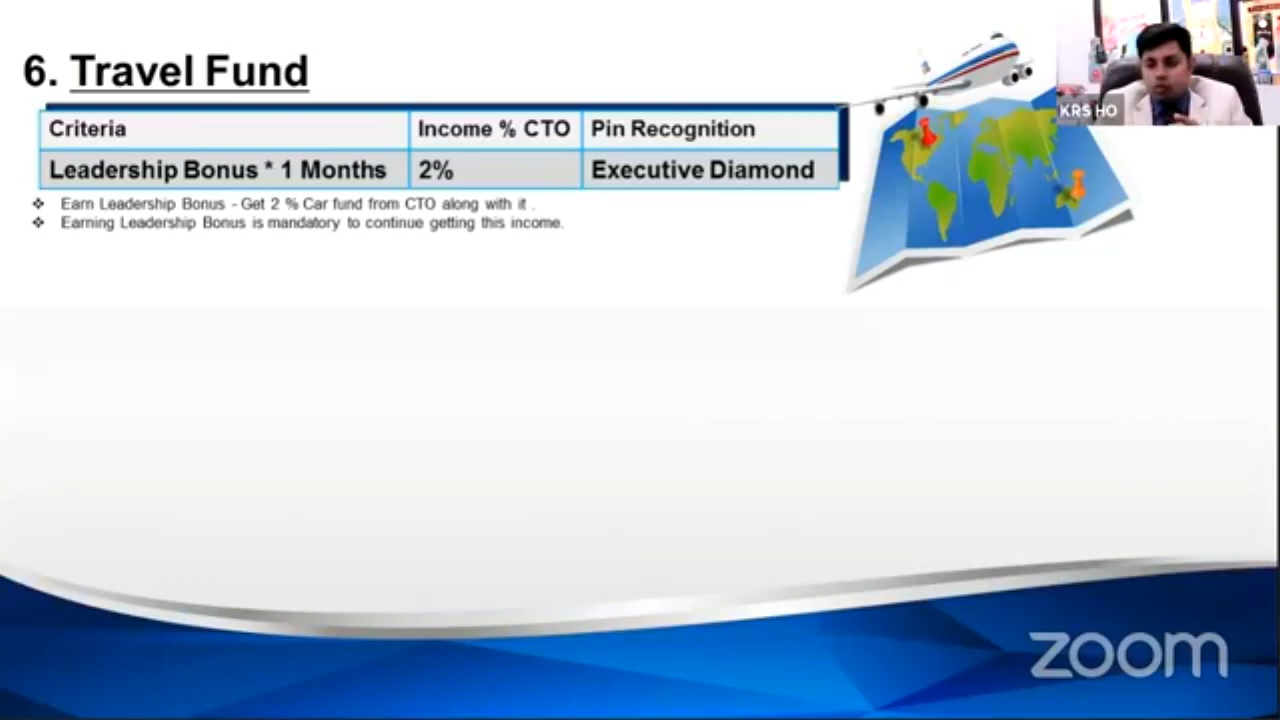 6. Travel Fund
Criteria Income % CTO Pin Recognition
Leadership Bonus * 1 Months 2% Executive Diamond
❖ Earn Leadership Bonus - Get 2 % Car fund from CTO along with it .
❖ Earning Leadership Bonus is mandatory to continue getting this income.
KRS HO
zoom